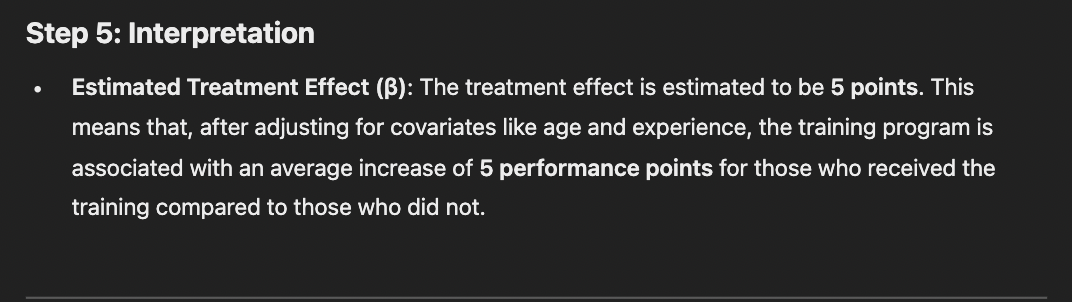 Step 5: Interpretation
• Estimated Treatment Effect (β): The treatment effect is estimated to be 5 points. This
means that, after adjusting for covariates like age and experience, the training program is
associated with an average increase of 5 performance points for those who received the
training compared to those who did not.